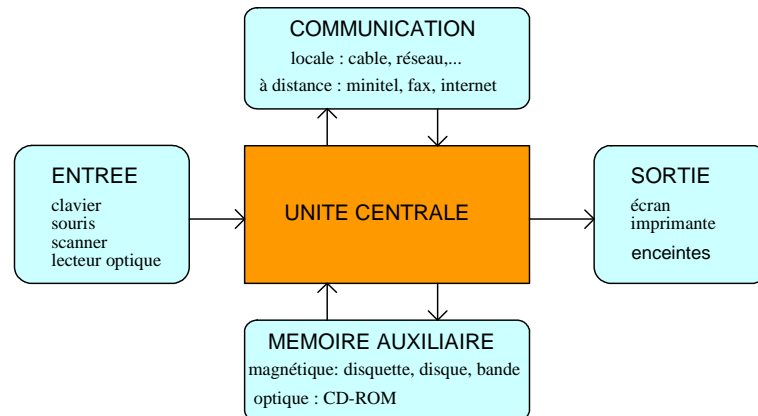 COMMUNICATION
locale : cable, réseau,...
à distance : minitel, fax, internet
ENTREE
clavier
souris
scanner
lecteur optique
UNITE CENTRALE
SORTIE
écran
imprimante
enceintes
MEMOIRE AUXILIAIRE
magnétique: disquette, disque, bande
optique : CD-ROM